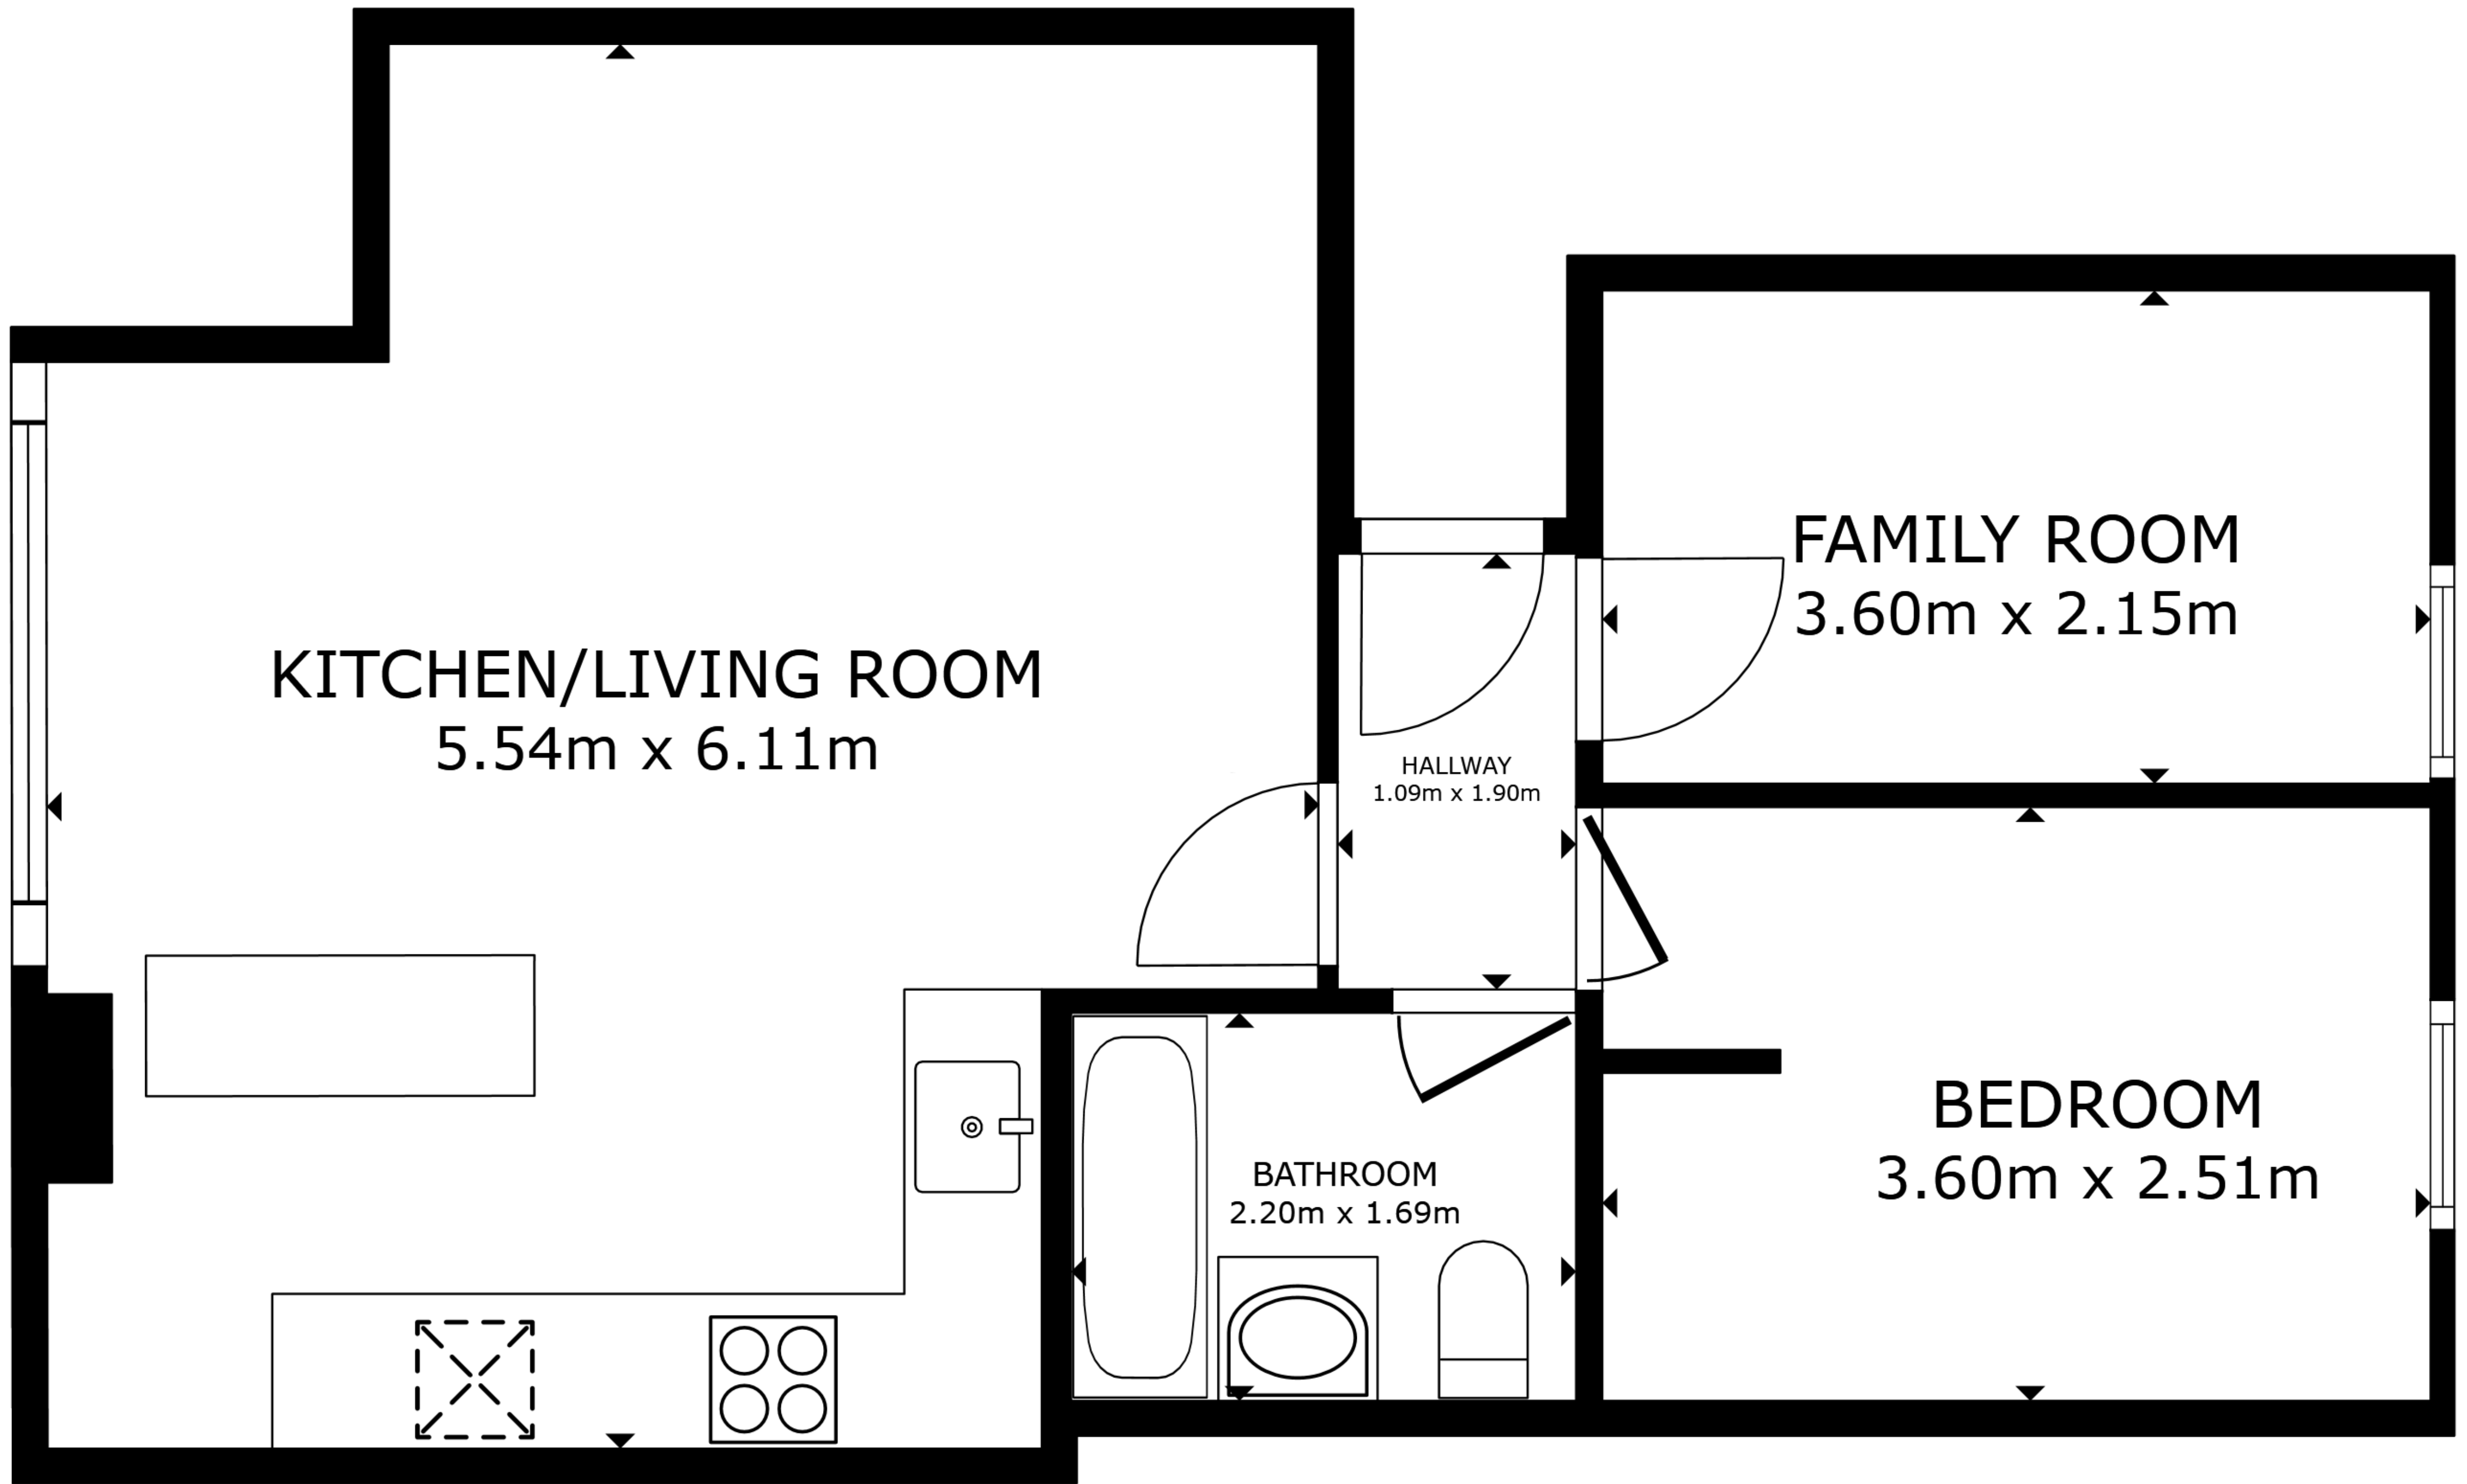 KITCHEN/LIVING ROOM
5.54m x 6.11m
FAMILY ROOM
3.60m x 2.15m
HALLWAY
1.09m x 1.90m
BATHROOM
2.20m x 1.69m
BEDROOM
3.60m x 2.51m